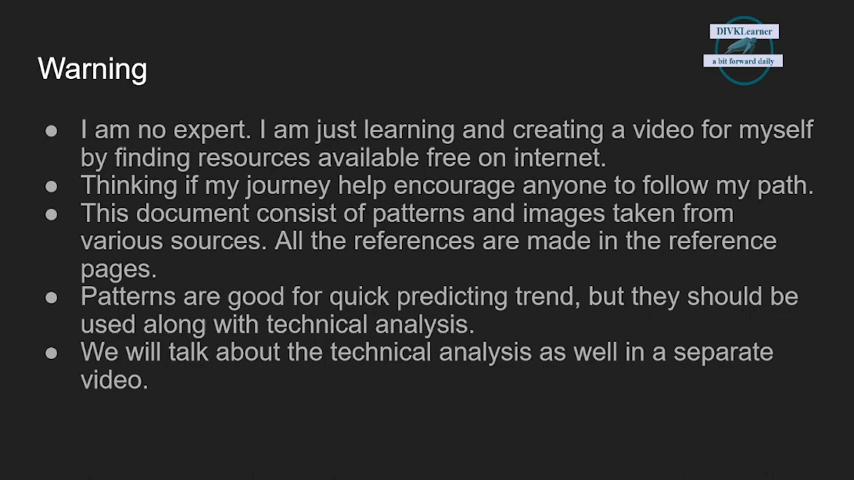 DIVKLearner
a bit forward daily
Warning
● I am no expert. I am just learning and creating a video for myself
by finding resources available free on internet.
● Thinking if my journey help encourage anyone to follow my path.
● This document consist of patterns and images taken from
various sources. All the references are made in the reference
pages.
● Patterns are good for quick predicting trend, but they should be
used along with technical analysis.
● We will talk about the technical analysis as well in a separate
video.